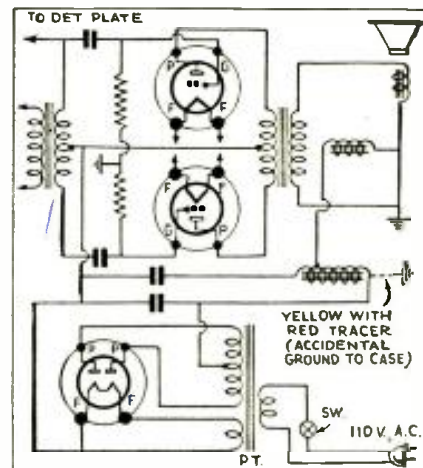 TO DET PLATE
P G
F F
F F
G P
YELLOW WITH
RED TRACER
(ACCIDENTAL
GROUND TO CASE)
P P
F F
SW.
110 V. A.C.
P.T.